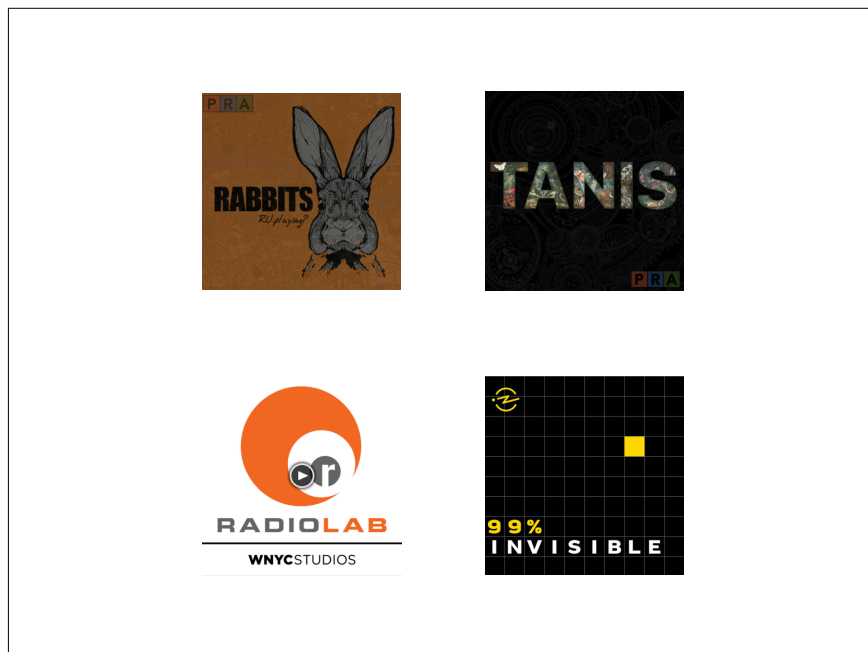 PRA
RABBITS
RU playing?
TANIS
PRA
r
RADIOLAB
WNYCSTUDIOS
99%
INVISIBLE